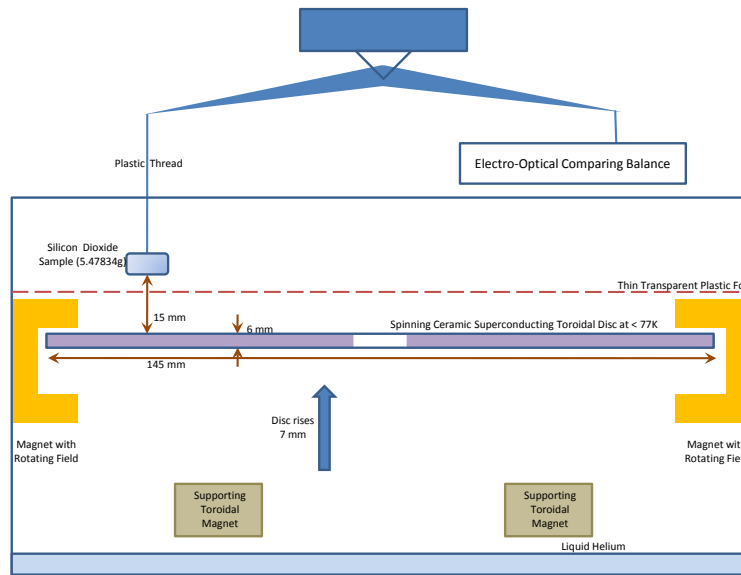 Plastic Thread
Electro-Optical Comparing Balance
Silicon Dioxide
Sample (5.47834g)
Thin Transparent Plastic Fo
15 mm
6 mm
Spinning Ceramic Superconducting Toroidal Disc at < 77K
145 mm
Disc rises
7 mm
Magnet with
Rotating Field
Magnet with
Rotating Field
Supporting
Toroidal
Magnet
Supporting
Toroidal
Magnet
Liquid Helium